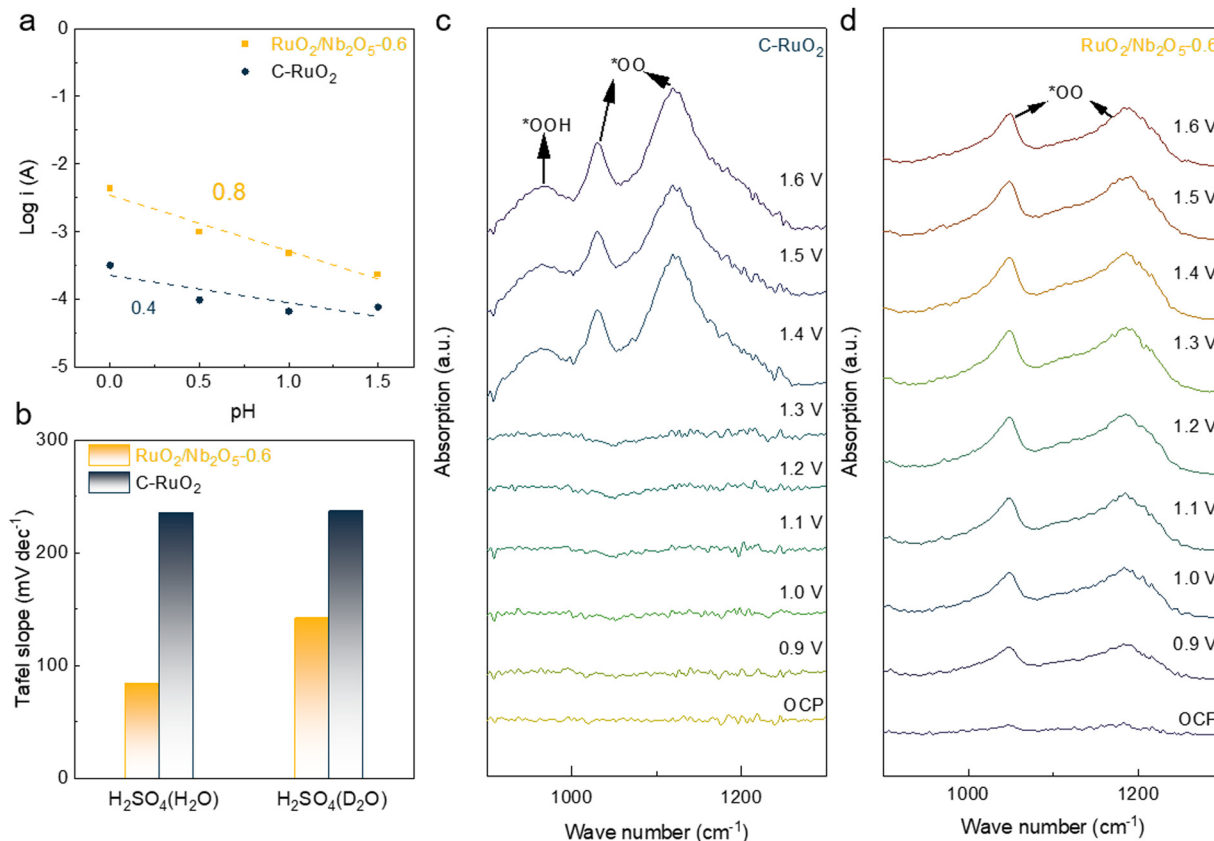 a
0
-1
-2
-3
-4
-5
Log i (A)
RuO₂/Nb₂O₅-0.6
C-RuO₂
0.8
0.4
0.0 0.5 1.0 1.5
pH
b
300
200
100
0
Tafel slope (mV dec⁻¹)
RuO₂/Nb₂O₅-0.6
C-RuO₂
H₂SO₄(H₂O) H₂SO₄(D₂O)
c
C-RuO₂
*OO
*OOH
1.6 V
1.5 V
1.4 V
1.3 V
1.2 V
1.1 V
1.0 V
0.9 V
OCP
Absorption (a.u.)
1000 1200
Wave number (cm⁻¹)
d
RuO₂/Nb₂O₅-0.6
*OO
1.6 V
1.5 V
1.4 V
1.3 V
1.2 V
1.1 V
1.0 V
0.9 V
OCP
Absorption (a.u.)
1000 1200
Wave number (cm⁻¹)